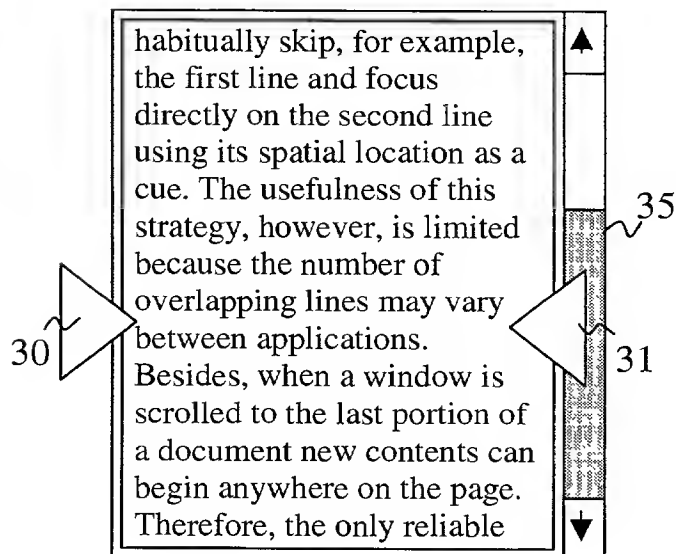 habitually skip, for example,
the first line and focus
directly on the second line
using its spatial location as a
cue. The usefulness of this
strategy, however, is limited
because the number of
overlapping lines may vary
between applications.
Besides, when a window is
scrolled to the last portion of
a document new contents can
begin anywhere on the page.
Therefore, the only reliable
35
30
31